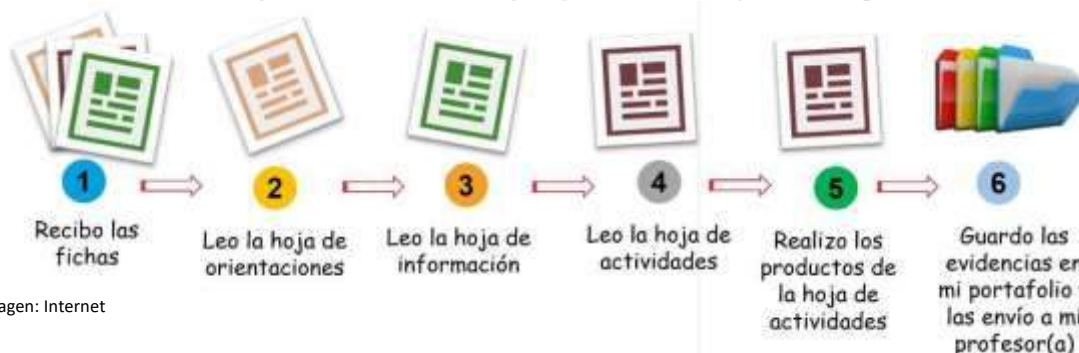 1
Recibo las
fichas
2
Leo la hoja de
orientaciones
3
Leo la hoja de
información
4
Leo la hoja de
actividades
5
Realizo los
productos de
la hoja de
actividades
6
Guardo las
evidencias en
mi portafolio
las envío a mi
profesor(a)
agen: Internet